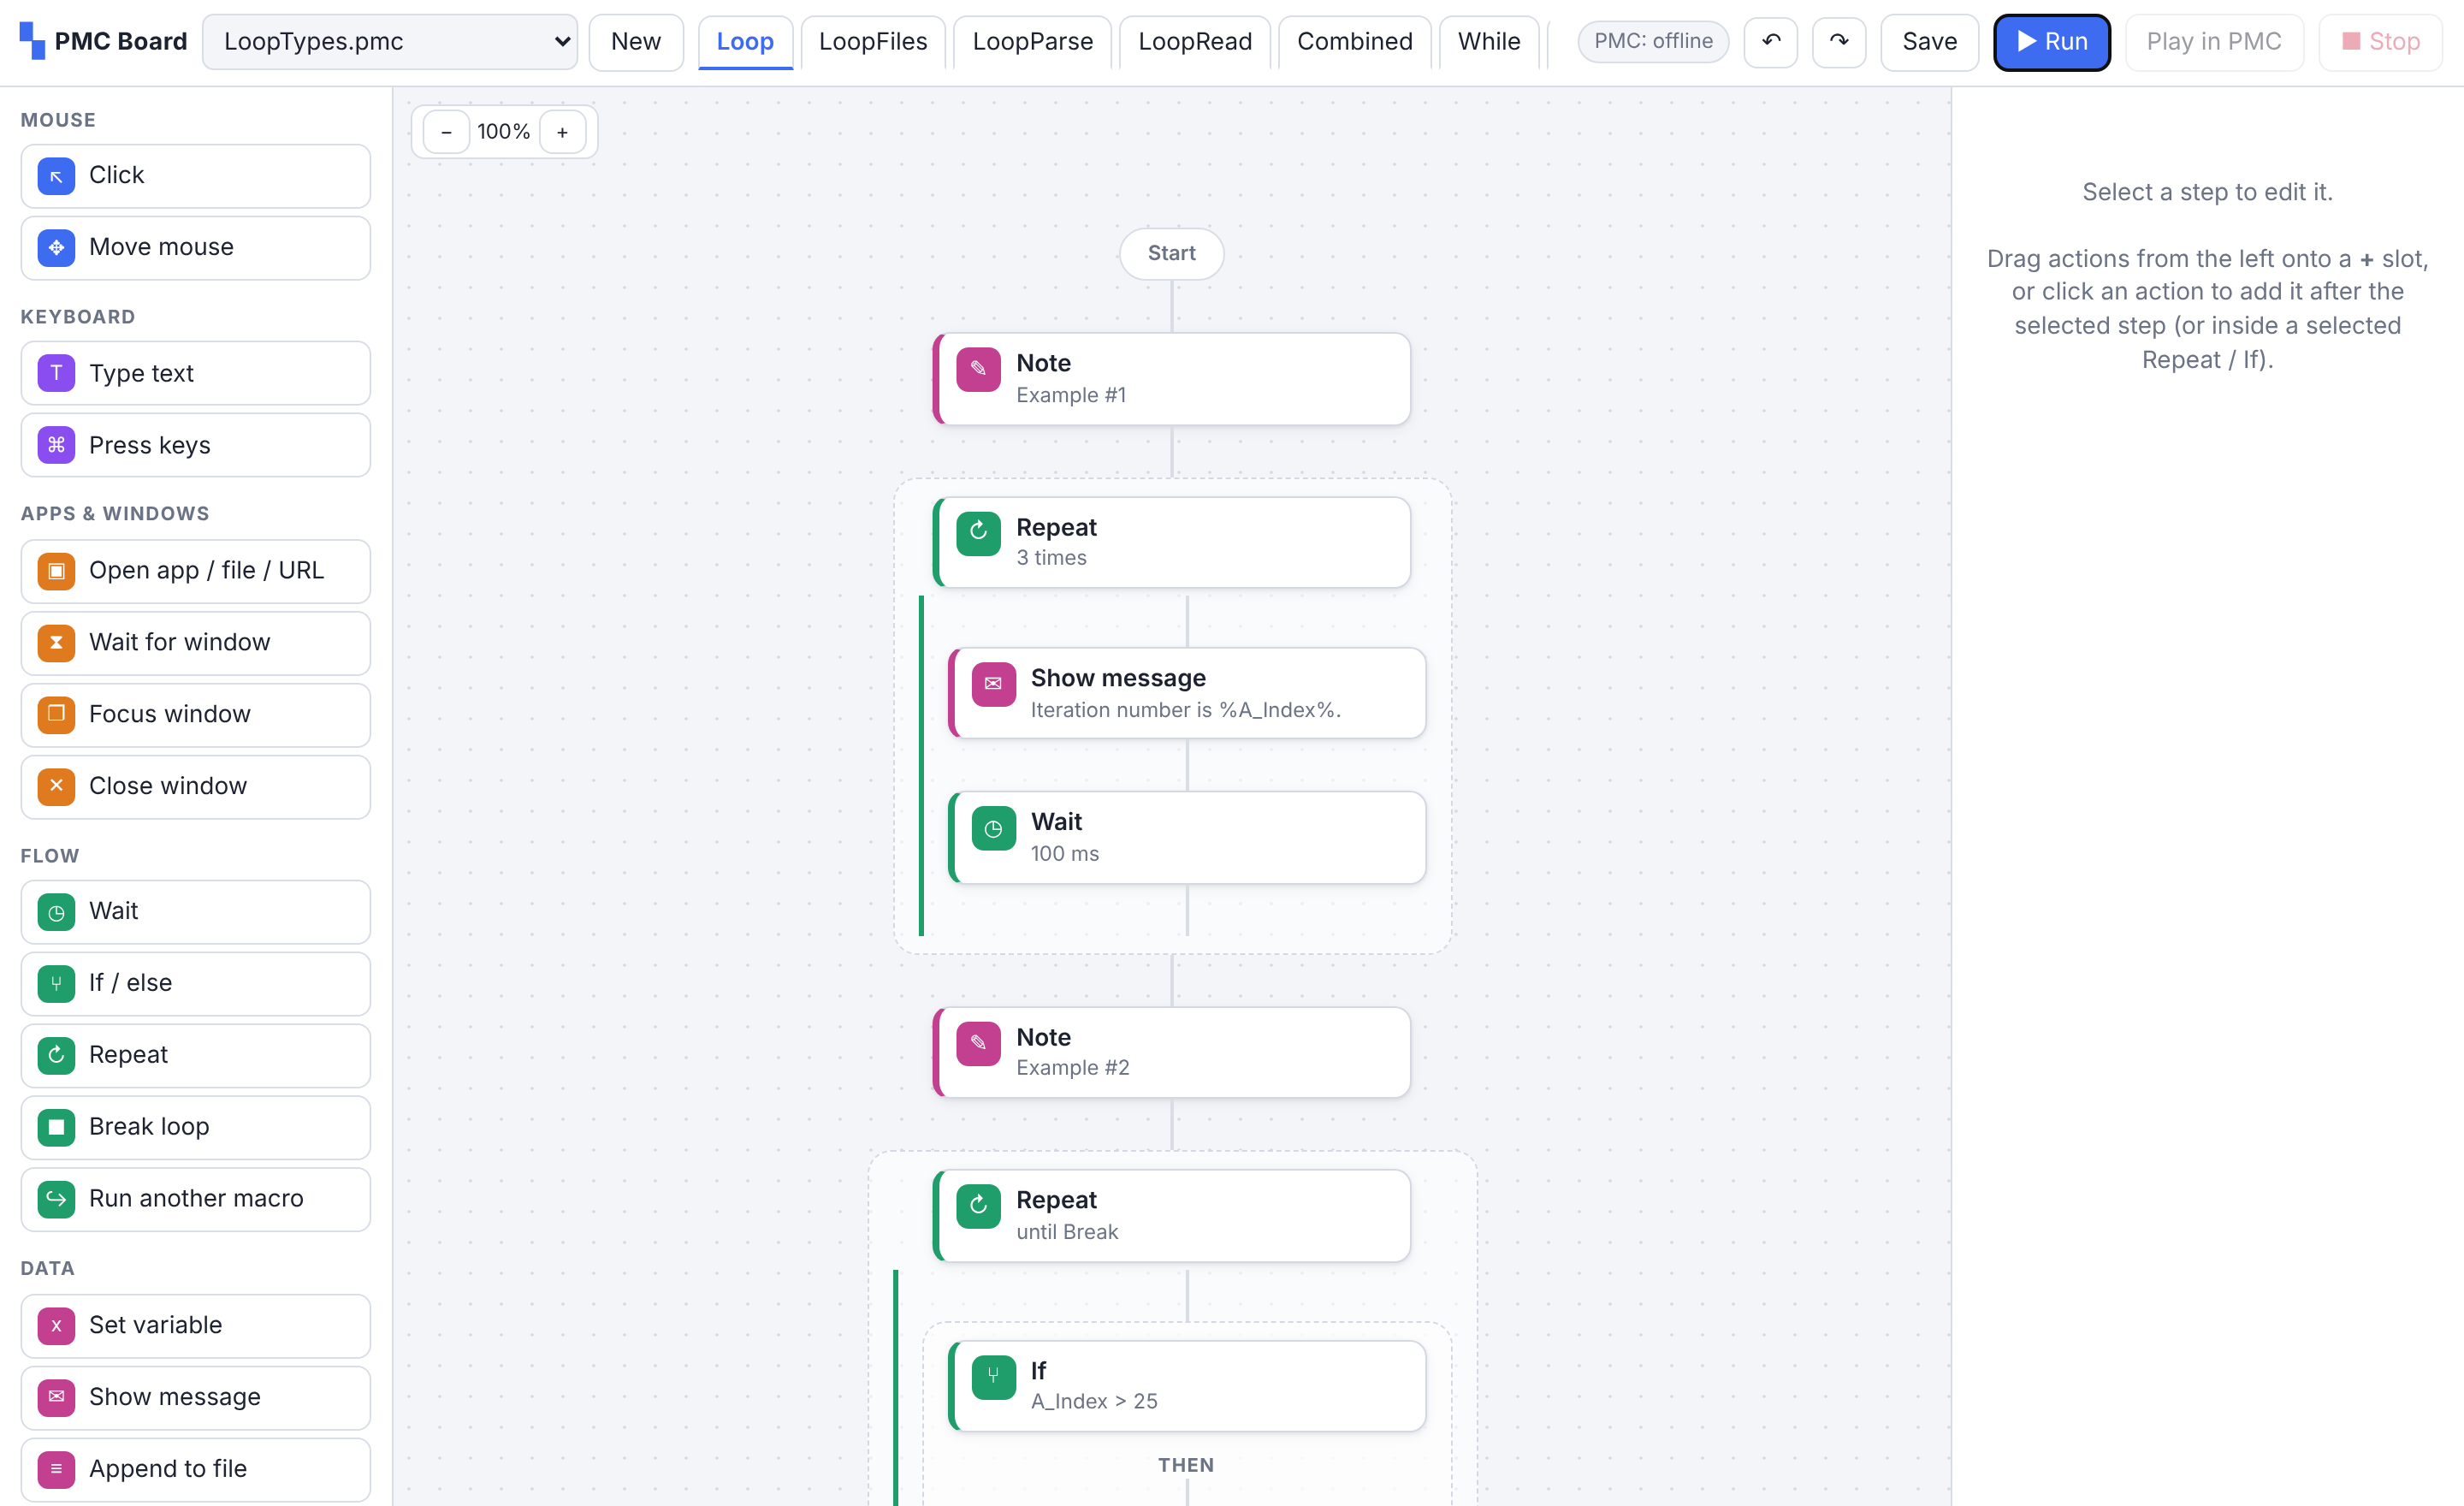 PMC Board
LoopTypes.pmc
New
Loop
LoopFiles
LoopParse
LoopRead
Combined
While
PMC: offline
Save
Run
Play in PMC
Stop
MOUSE
Click
Move mouse
KEYBOARD
T
Type text
Press keys
APPS & WINDOWS
Open app / file / URL
Wait for window
Focus window
Close window
FLOW
Wait
If / else
Repeat
Break loop
Run another macro
DATA
x
Set variable
Show message
Append to file
− 100% +
Start
Note
Example #1
Repeat
3 times
Show message
Iteration number is %A_Index%.
Wait
100 ms
Note
Example #2
Repeat
until Break
If
A_Index > 25
THEN
Select a step to edit it.
Drag actions from the left onto a + slot,
or click an action to add it after the
selected step (or inside a selected
Repeat / If).